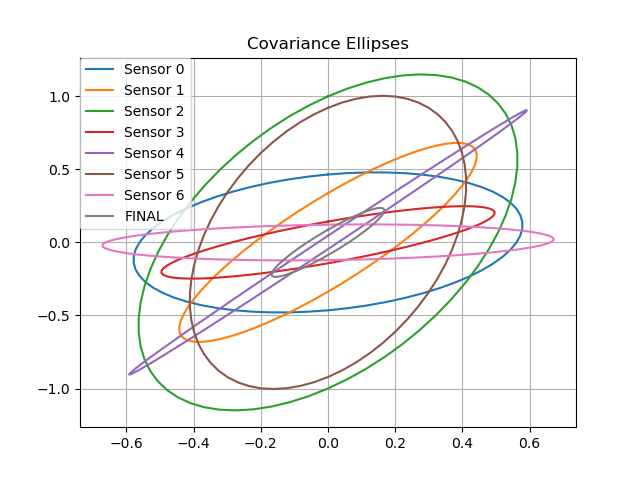 Covariance Ellipses
Sensor 0
Sensor 1
Sensor 2
Sensor 3
Sensor 4
Sensor 5
Sensor 6
FINAL
1.0
0.5
0.0
−0.5
−1.0
−0.6 −0.4 −0.2 0.0 0.2 0.4 0.6